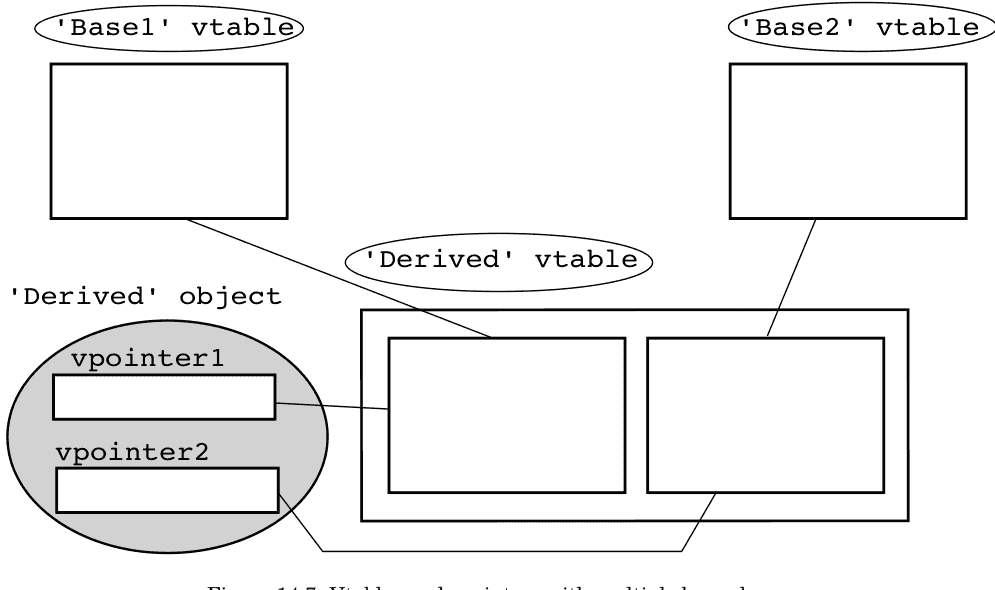 'Base1' vtable
'Base2' vtable
'Derived' vtable
'Derived' object
vpointer1
vpointer2